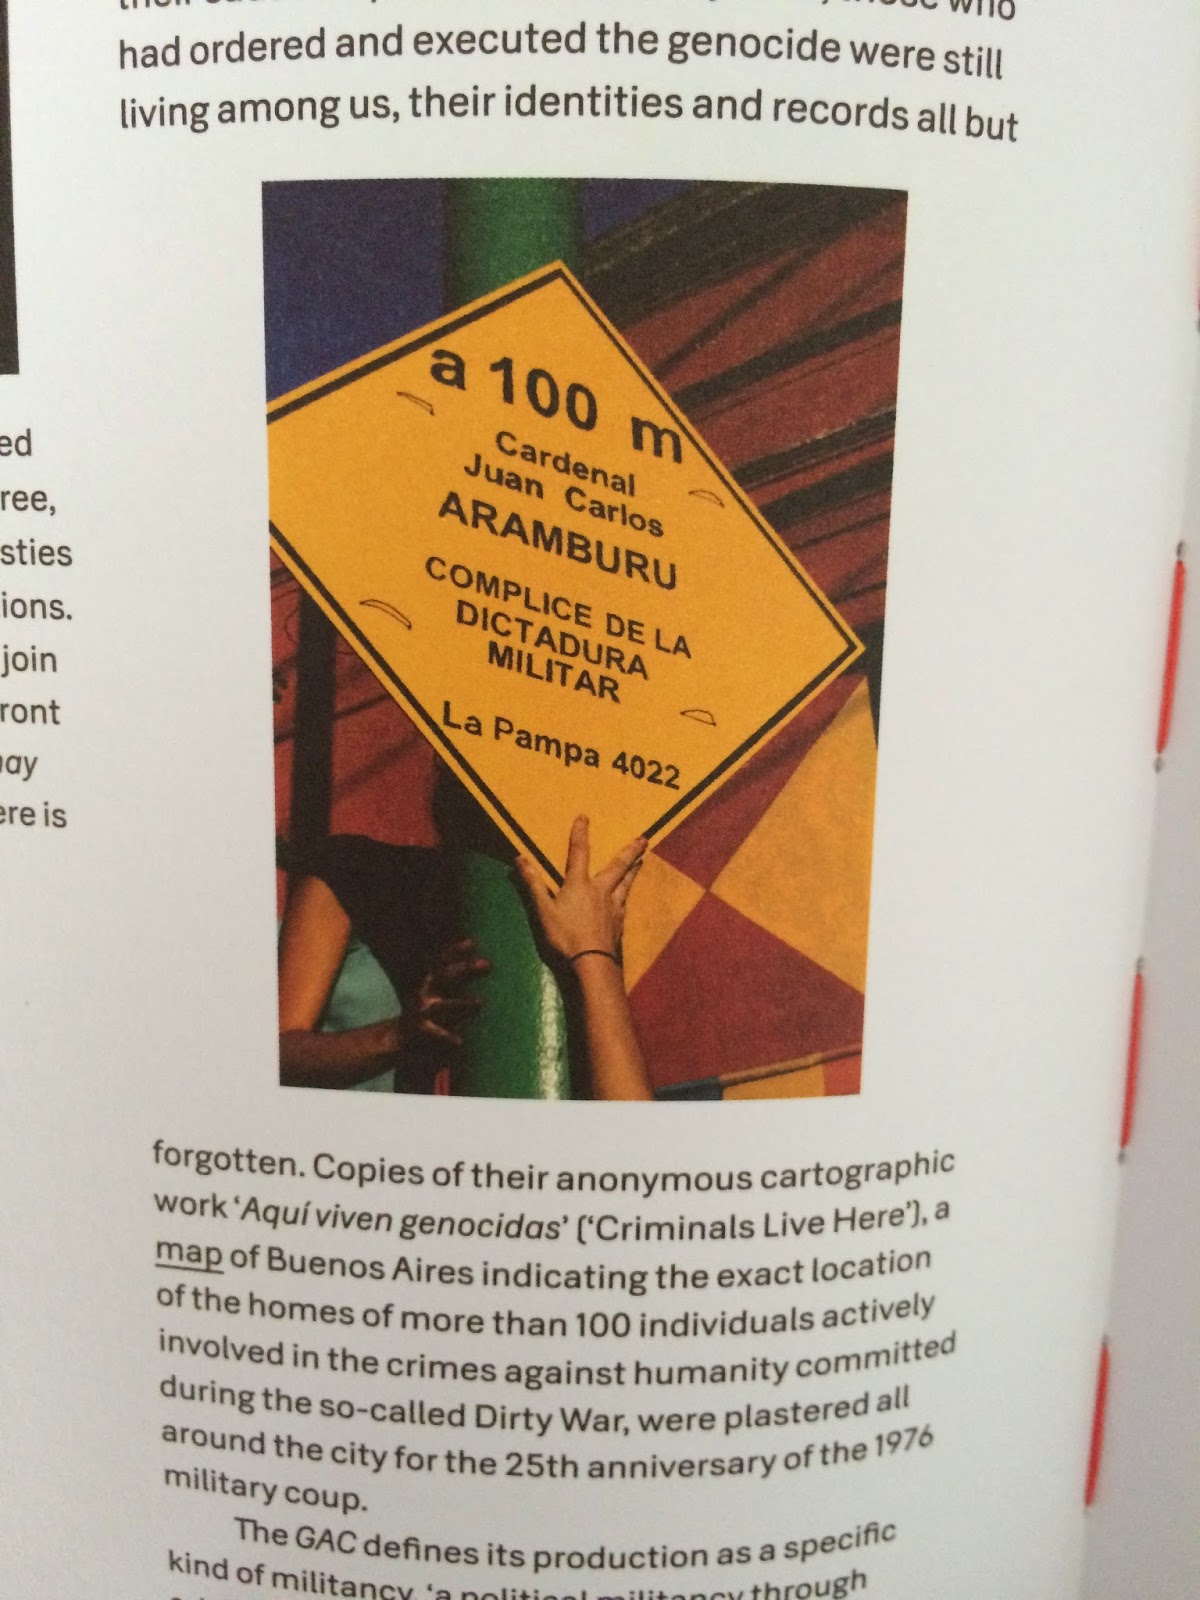 who
had ordered and executed the genocide were still
living among us, their identities and records all but
a 100 m
Cardenal
Juan Carlos
ARAMBURU
COMPLICE DE LA
DICTADURA
MILITAR
La Pampa 4022
ed
ree,
sties
ions.
join
ront
ay
ere is
forgotten. Copies of their anonymous cartographic
work ‘Aquí viven genocidas’ (‘Criminals Live Here’), a
map of Buenos Aires indicating the exact location
of the homes of more than 100 individuals actively
involved in the crimes against humanity committed
during the so-called Dirty War, were plastered all
around the city for the 25th anniversary of the 1976
military coup.
The GAC defines its production as a specific
kind of militancy, ‘a political militancy through